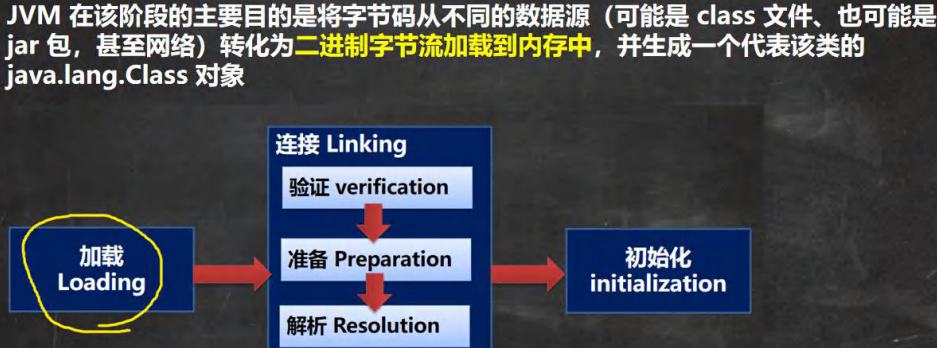 JVM 在该阶段的主要目的是将字节码从不同的数据源（可能是 class 文件、也可能是
jar 包，甚至网络）转化为二进制字节流加载到内存中，并生成一个代表该类的
java.lang.Class 对象
连接 Linking
验证 verification
准备 Preparation
解析 Resolution
加载
Loading
初始化
initialization